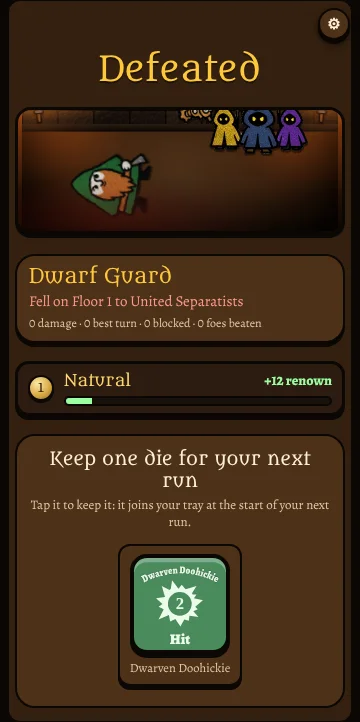 Defeated
Dwarf Guard
Fell on Floor 1 to United Separatists
0 damage · 0 best turn · 0 blocked · 0 foes beaten
1
Natural
+12 renown
Keep one die for your next
run
Tap it to keep it: it joins your tray at the start of your next
run.
Dwarven Doohickie
2
Hit
Dwarven Doohickie